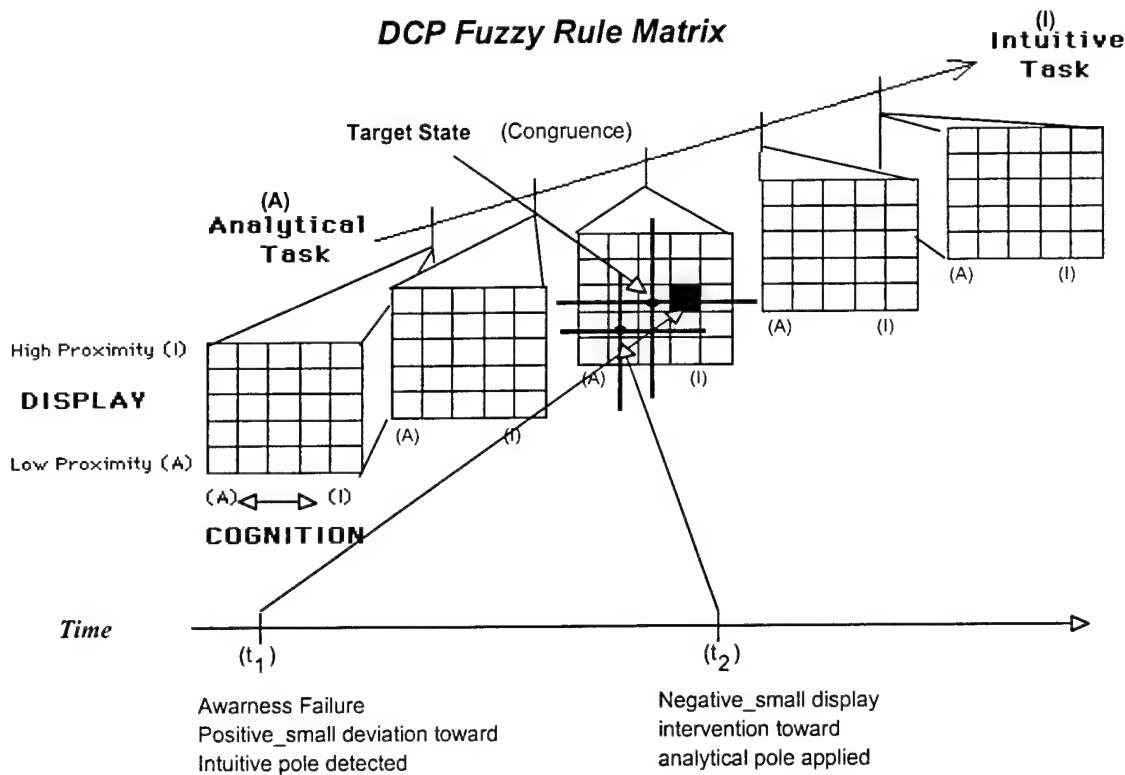 DCP Fuzzy Rule Matrix
(I)
Intuitive
Task
Target State (Congruence)
(A)
Analytical
Task
High Proximity (I)
DISPLAY
Low Proximity (A)
(A) (I)
COGNITION
(A) (I)
(A) (I)
(A) (I)
(A) (I)
Time
(t1)
(t2)
Awarness Failure
Positive_small deviation toward
Intuitive pole detected
Negative_small display
intervention toward
analytical pole applied